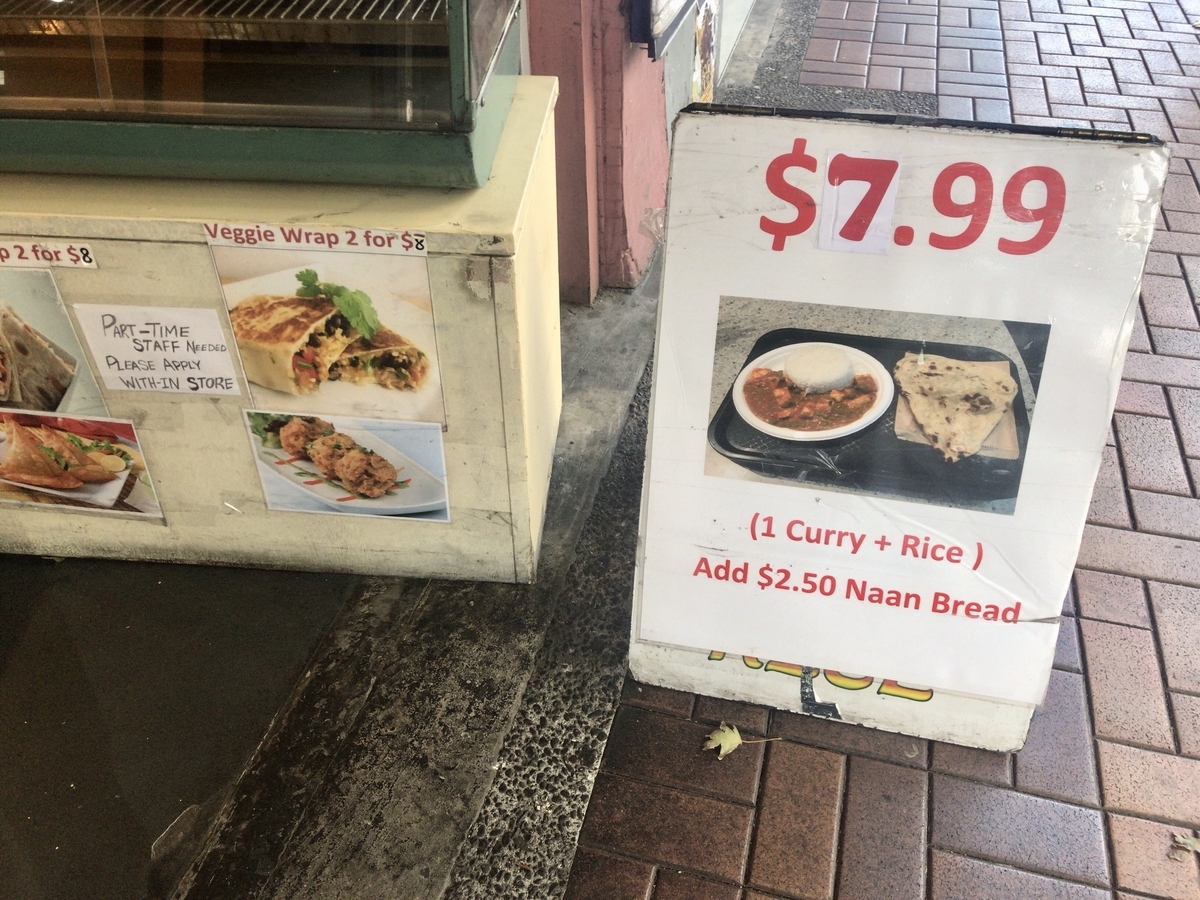 p 2 for $8
Veggie Wrap 2 for $8
PART-TIME
STAFF NEEDED
PLEASE APPLY
WITH-IN STORE
$7.99
(1 Curry + Rice )
Add $2.50 Naan Bread